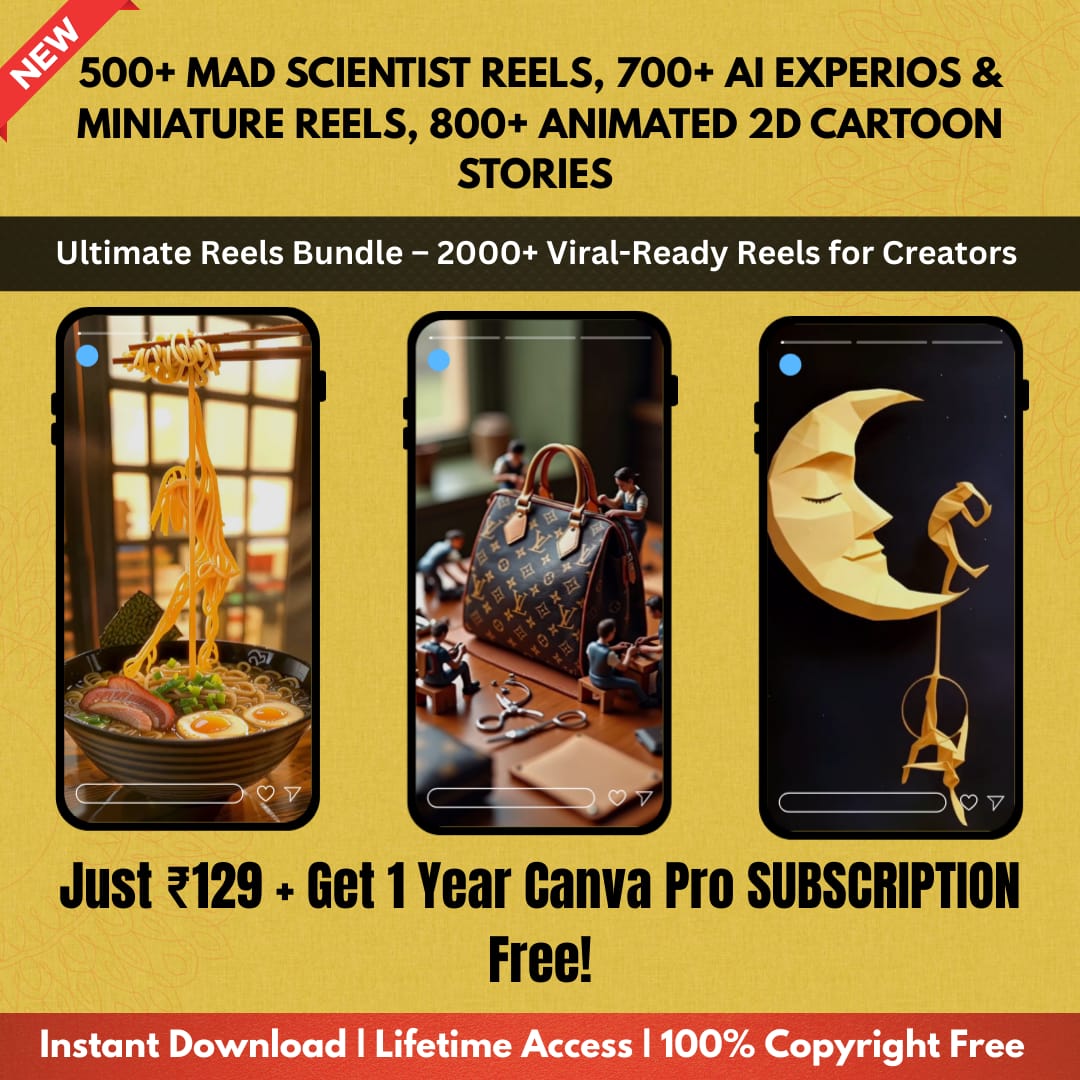 NEW
500+ MAD SCIENTIST REELS, 700+ AI EXPERIOS &
MINIATURE REELS, 800+ ANIMATED 2D CARTOON
STORIES
Ultimate Reels Bundle – 2000+ Viral-Ready Reels for Creators
Just ₹129 + Get 1 Year Canva Pro SUBSCRIPTION
Free!
Instant Download | Lifetime Access | 100% Copyright Free